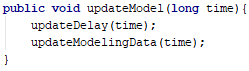 public void updateModel(long time){
    updateDelay(time);
    updateModelingData(time);
}